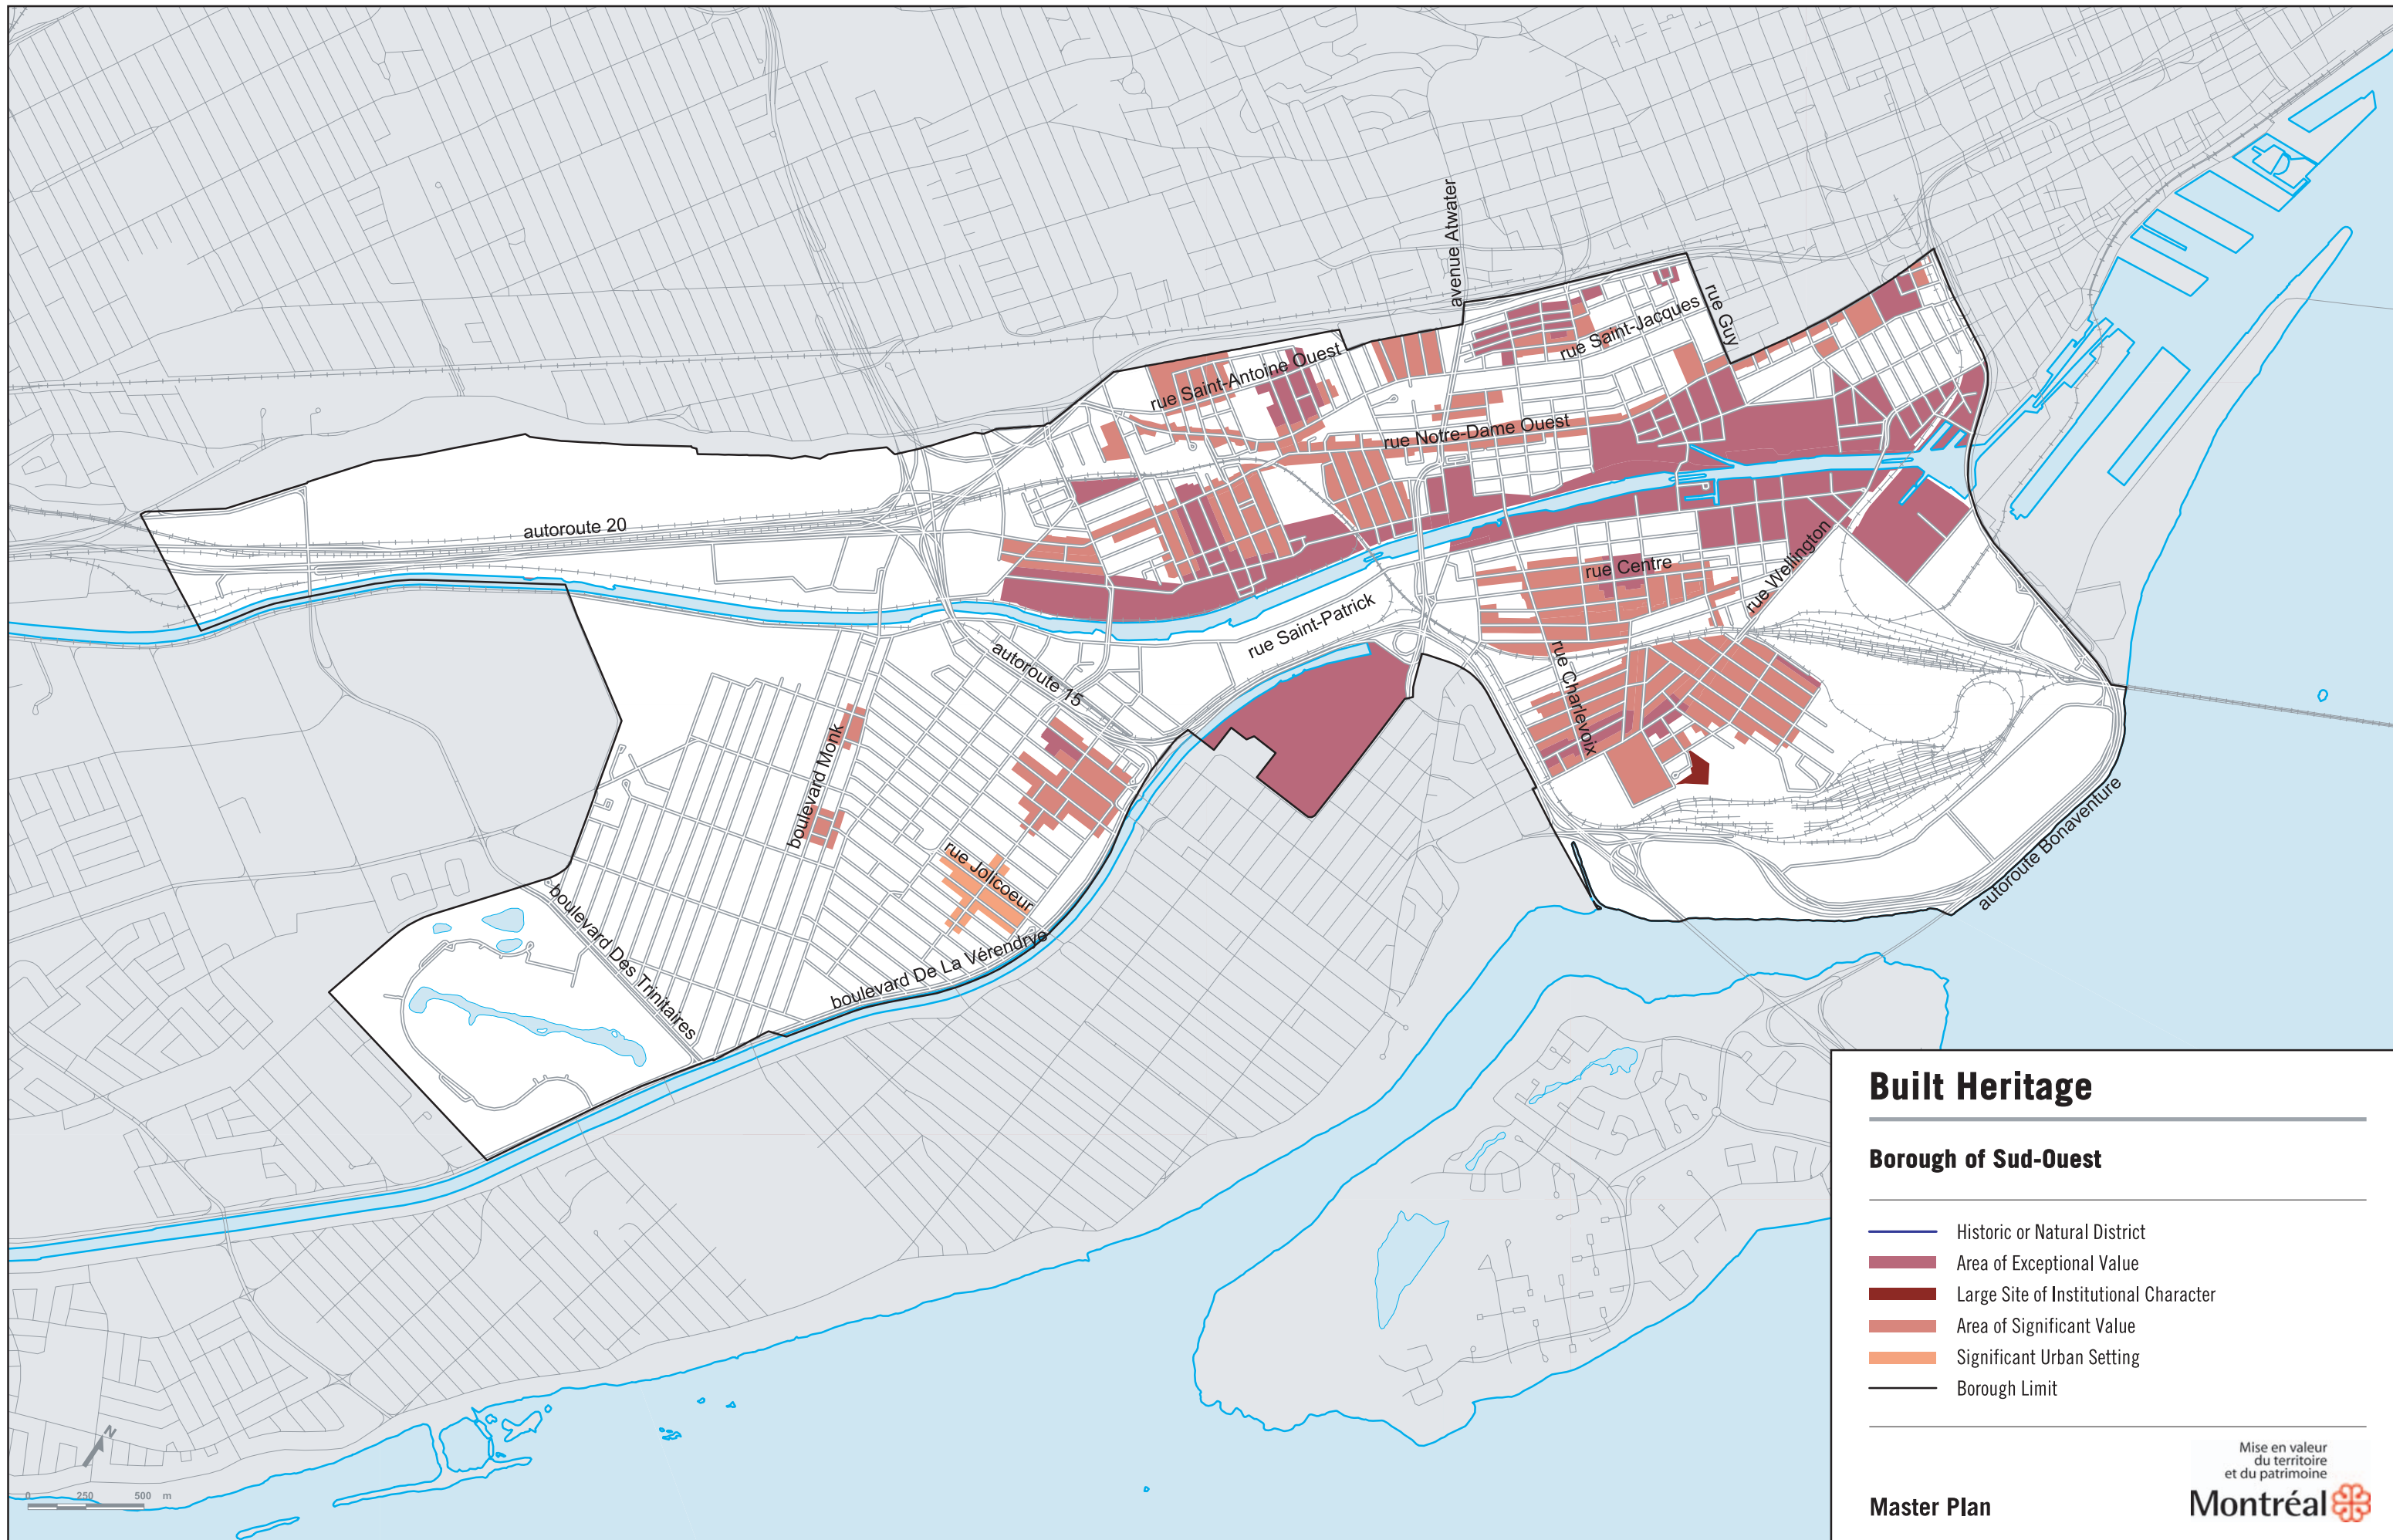 avenue Atwater
rue Guy
rue Saint-Jacques
rue Saint-Antoine Ouest
rue Notre-Dame Ouest
autoroute 20
rue Centre
rue Wellington
rue Saint-Patrick
autoroute 15
rue Charlevoix
boulevard Monk
rue Jolicoeur
autoroute Bonaventure
boulevard Des Trinitaires
boulevard De La Vérendrye
Built Heritage
Borough of Sud-Ouest
Historic or Natural District
Area of Exceptional Value
Large Site of Institutional Character
Area of Significant Value
Significant Urban Setting
Borough Limit
N
0 250 500 m
Mise en valeur
du territoire
et du patrimoine
Master Plan
Montréal